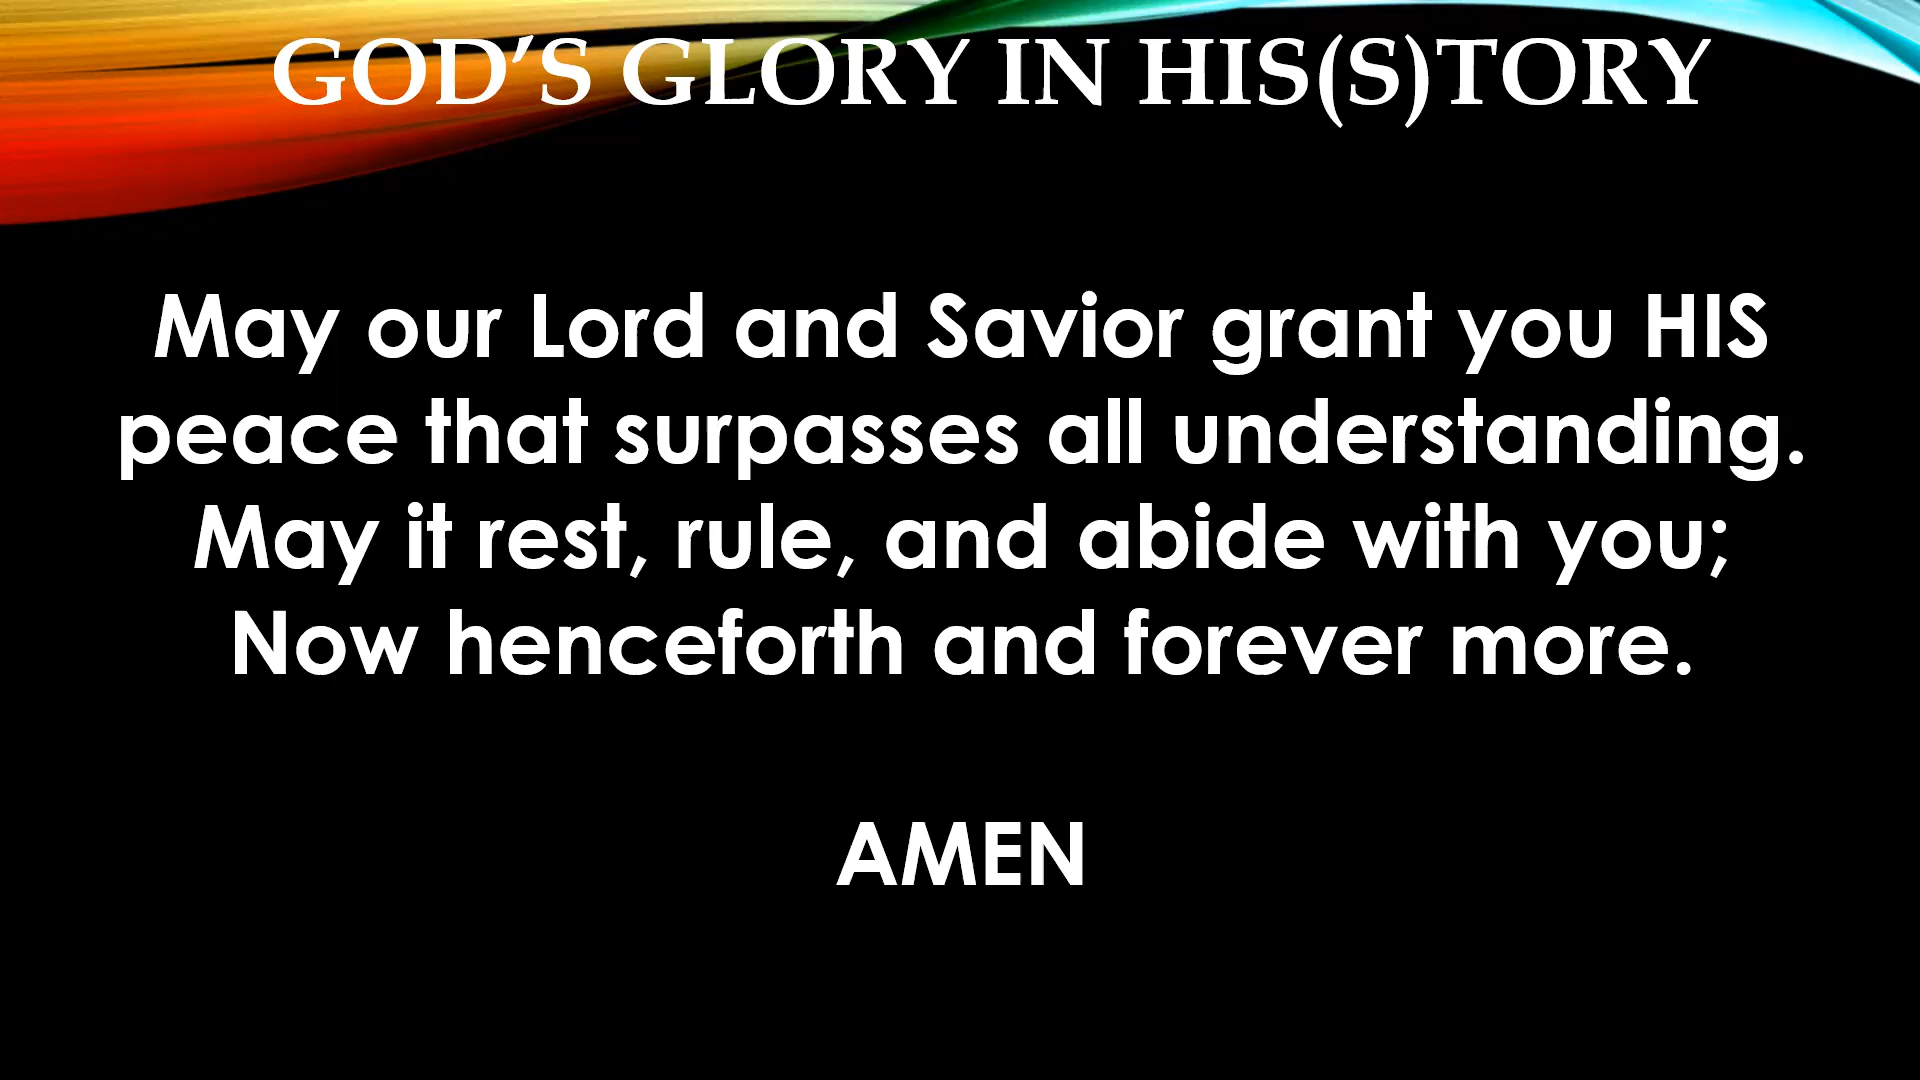 GOD’S GLORY IN HIS(S)TORY
May our Lord and Savior grant you HIS
peace that surpasses all understanding.
May it rest, rule, and abide with you;
Now henceforth and forever more.
AMEN